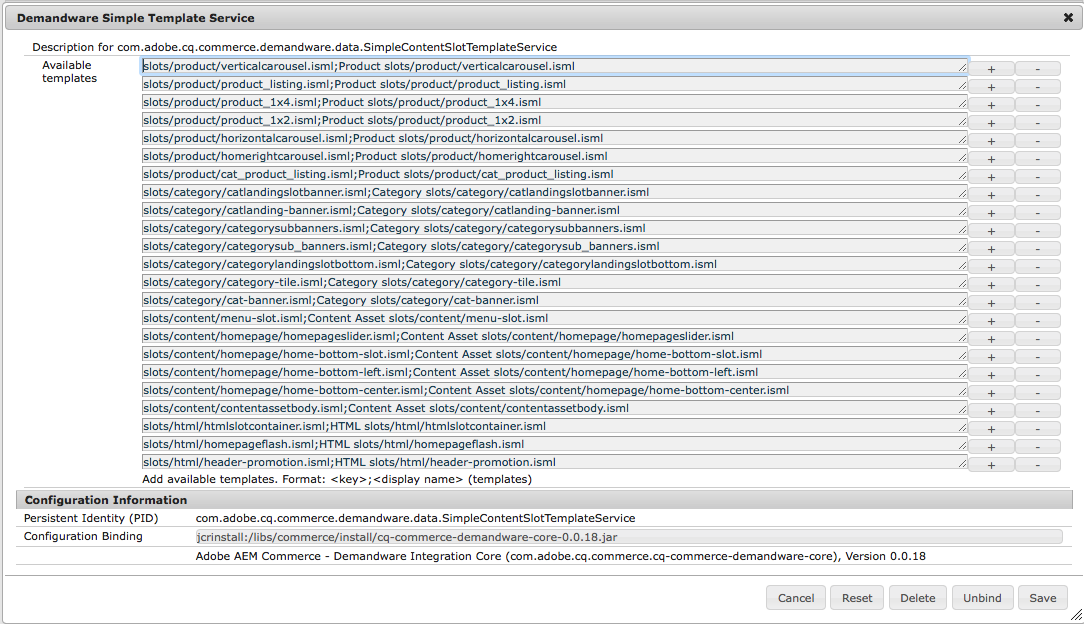 Demandware Simple Template Service
Description for com.adobe.cq.commerce.demandware.data.SimpleContentSlotTemplateService
Available
templates
slots/product/verticalcarousel.isml;Product slots/product/verticalcarousel.isml + -
slots/product/product_listing.isml;Product slots/product/product_listing.isml + -
slots/product/product_1x4.isml;Product slots/product/product_1x4.isml + -
slots/product/product_1x2.isml;Product slots/product/product_1x2.isml + -
slots/product/horizontalcarousel.isml;Product slots/product/horizontalcarousel.isml + -
slots/product/homerightcarousel.isml;Product slots/product/homerightcarousel.isml + -
slots/product/cat_product_listing.isml;Product slots/product/cat_product_listing.isml + -
slots/category/catlandingslotbanner.isml;Category slots/category/catlandingslotbanner.isml + -
slots/category/catlanding-banner.isml;Category slots/category/catlanding-banner.isml + -
slots/category/categorysubbanners.isml;Category slots/category/categorysubbanners.isml + -
slots/category/categorysub_banners.isml;Category slots/category/categorysub_banners.isml + -
slots/category/categorylandingslotbottom.isml;Category slots/category/categorylandingslotbottom.isml + -
slots/category/category-tile.isml;Category slots/category/category-tile.isml + -
slots/category/cat-banner.isml;Category slots/category/cat-banner.isml + -
slots/content/menu-slot.isml;Content Asset slots/content/menu-slot.isml + -
slots/content/homepage/homepageslider.isml;Content Asset slots/content/homepage/homepageslider.isml + -
slots/content/homepage/home-bottom-slot.isml;Content Asset slots/content/homepage/home-bottom-slot.isml + -
slots/content/homepage/home-bottom-left.isml;Content Asset slots/content/homepage/home-bottom-left.isml + -
slots/content/homepage/home-bottom-center.isml;Content Asset slots/content/homepage/home-bottom-center.isml + -
slots/content/contentassetbody.isml;Content Asset slots/content/contentassetbody.isml + -
slots/html/htmlslotcontainer.isml;HTML slots/html/htmlslotcontainer.isml + -
slots/html/homepageflash.isml;HTML slots/html/homepageflash.isml + -
slots/html/header-promotion.isml;HTML slots/html/header-promotion.isml + -
Add available templates. Format: <key>;<display name> (templates)
Configuration Information
Persistent Identity (PID) com.adobe.cq.commerce.demandware.data.SimpleContentSlotTemplateService
Configuration Binding jcrinstall:/libs/commerce/install/cq-commerce-demandware-core-0.0.18.jar
Adobe AEM Commerce - Demandware Integration Core (com.adobe.cq.commerce.cq-commerce-demandware-core), Version 0.0.18
Cancel Reset Delete Unbind Save